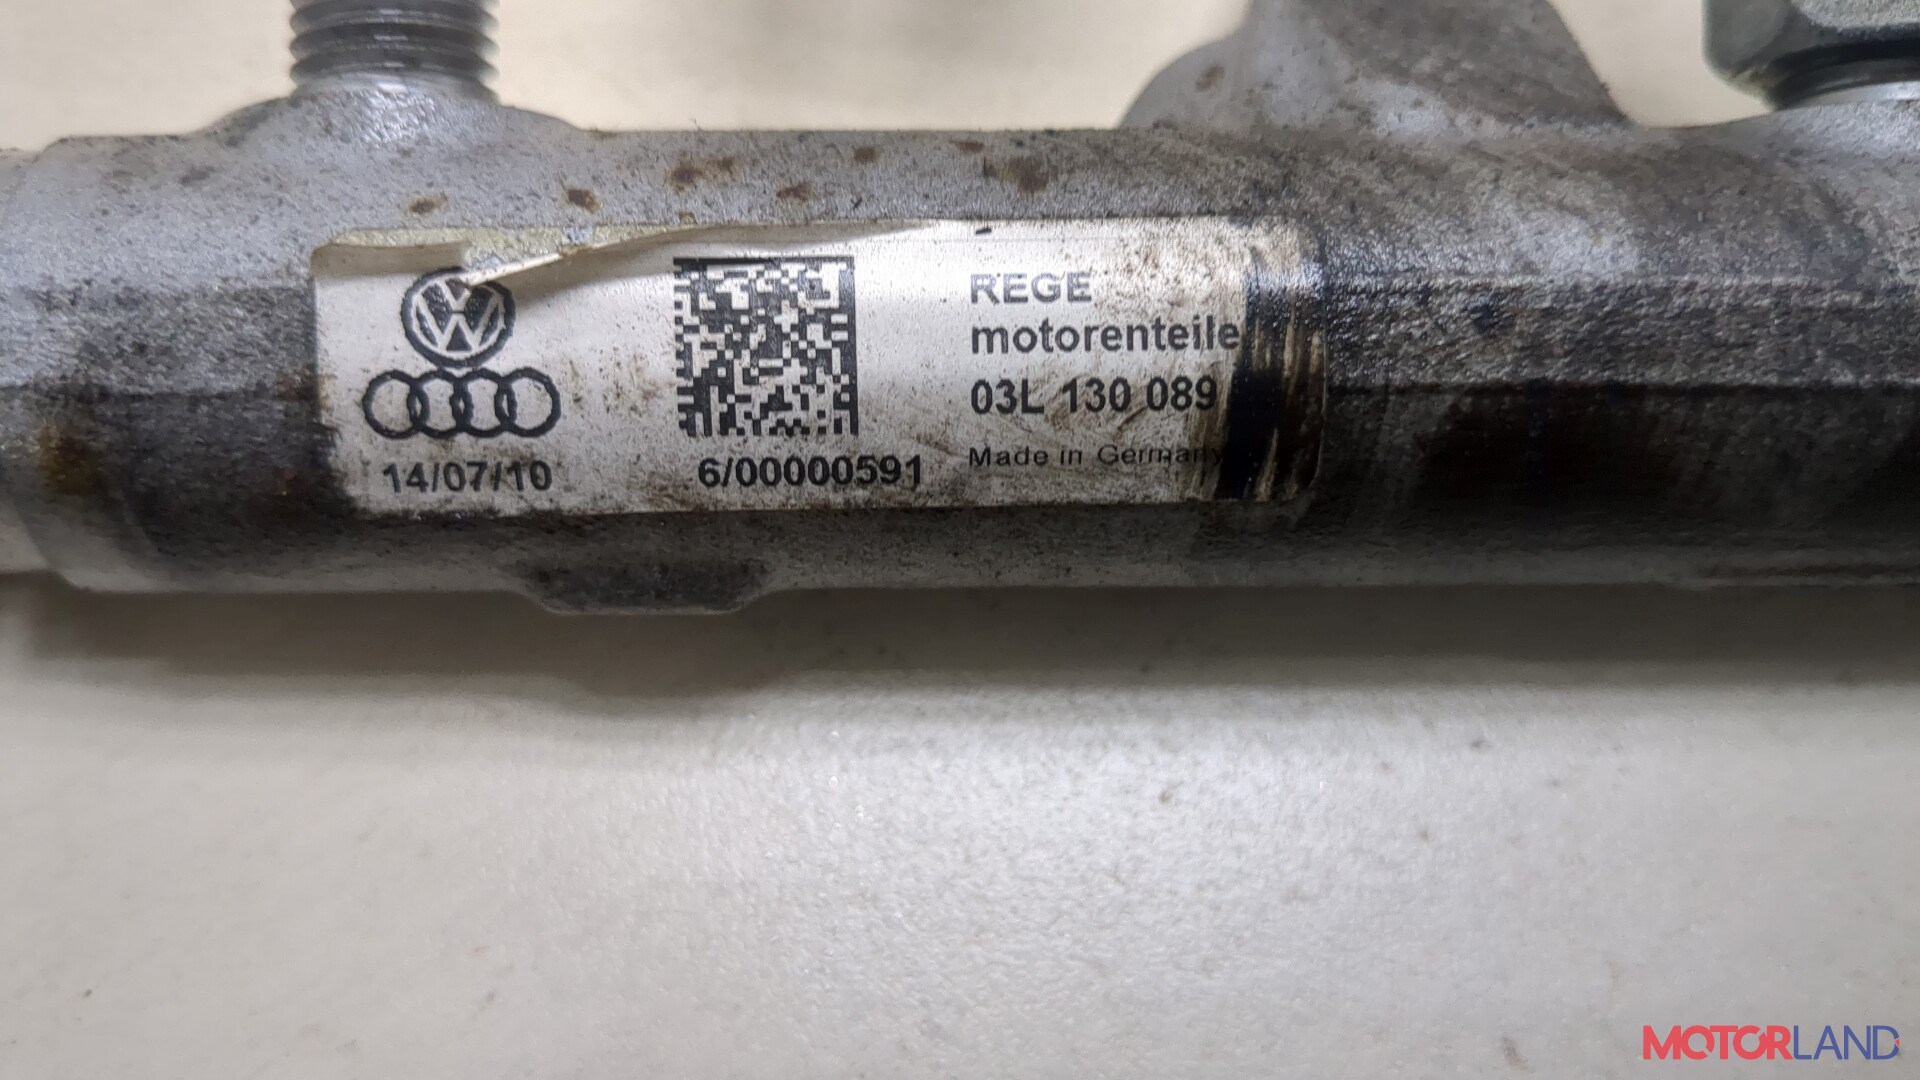 REGE
motorenteile
03L 130 089
Made in Germany
14/07/10
6/00000591
MOTORLAND